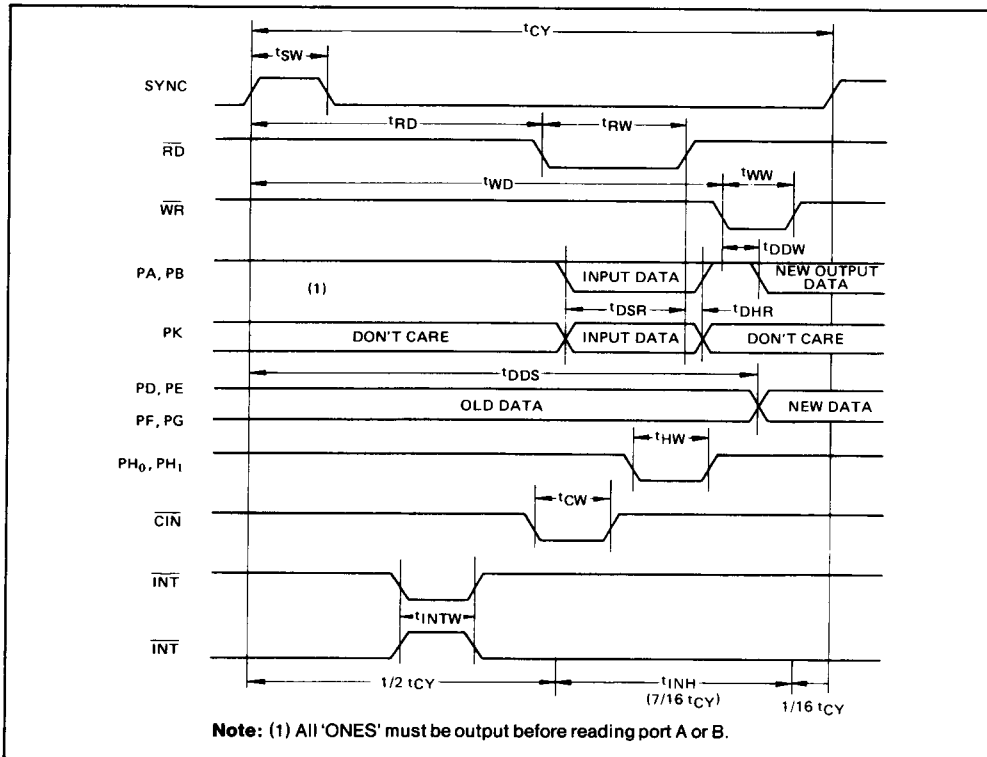 tCY
tSW
SYNC
tRD
tRW
RD
tWD
tWW
WR
tDDW
PA, PB
INPUT DATA
NEW OUTPUT
DATA
(1)
tDSR
tDHR
PK
DON'T CARE
INPUT DATA
DON'T CARE
tDDS
PD, PE
OLD DATA
NEW DATA
PF, PG
tHW
PH0, PH1
tCW
CIN
INT
tINTW
INT
1/2 tCY
tINH
(7/16 tCY)
1/16 tCY
Note: (1) All 'ONES' must be output before reading port A or B.